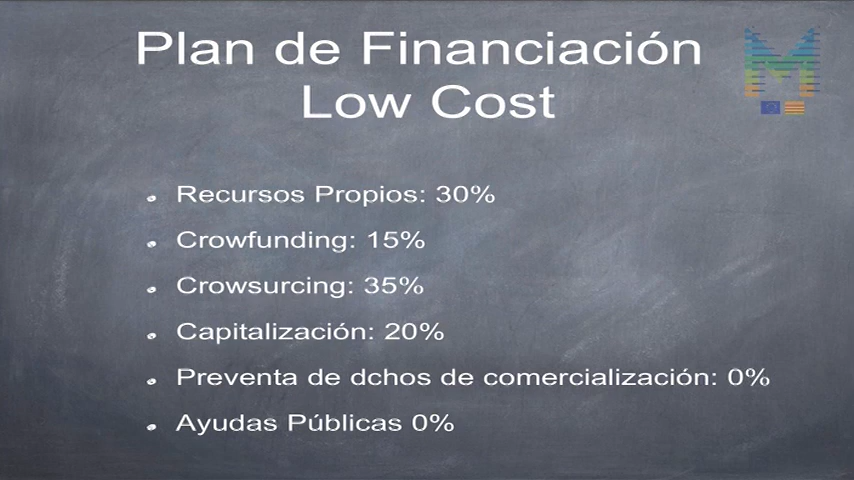 Plan de Financiación
Low Cost
Recursos Propios: 30%
Crowfunding: 15%
Crowsurcing: 35%
Capitalización: 20%
Preventa de dchos de comercialización: 0%
Ayudas Públicas 0%